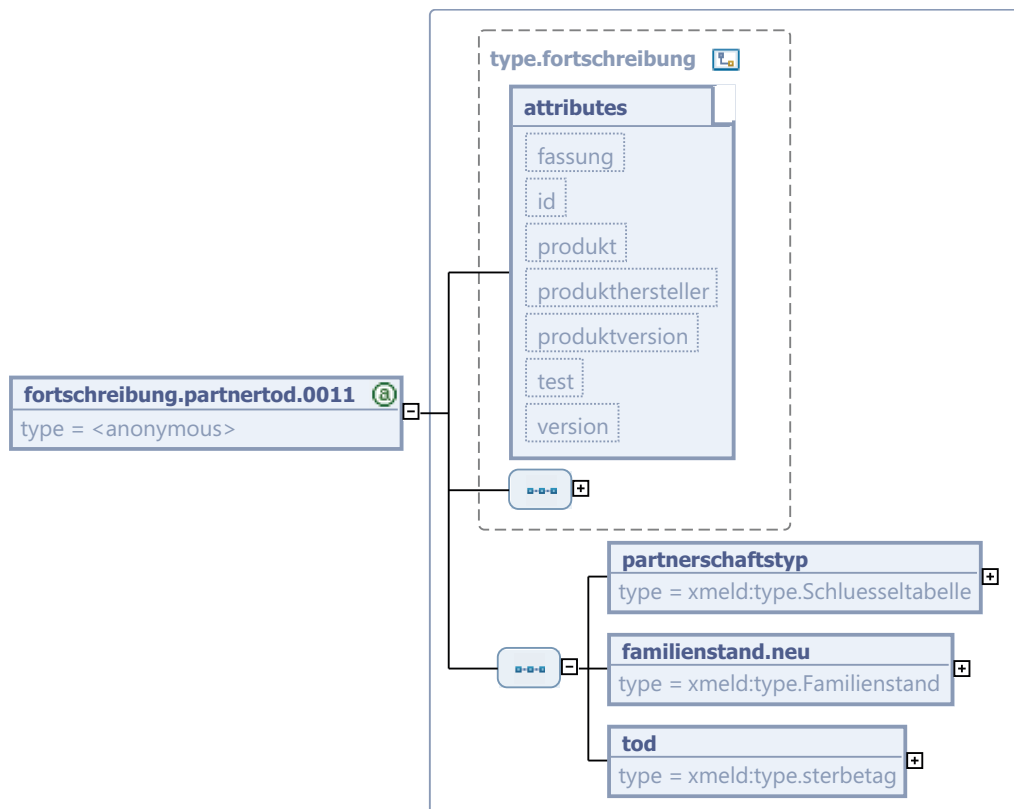 type.fortschreibung
attributes
fassung
id
produkt
produkthersteller
produktversion
test
version
fortschreibung.partnertod.0011
type = <anonymous>
partnerschaftstyp
type = xmeld:type.Schluesseltabelle
familienstand.neu
type = xmeld:type.Familienstand
tod
type = xmeld:type.sterbetag